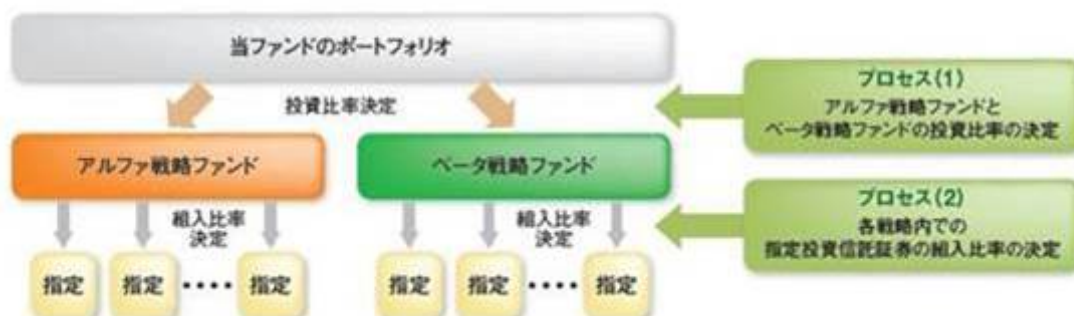 当ファンドのポートフォリオ
投資比率決定
アルファ戦略ファンド
ベータ戦略ファンド
組入比率
決定
組入比率
決定
指定
指定
････
指定
指定
指定
････
指定
プロセス(1)
アルファ戦略ファンドと
ベータ戦略ファンドの投資比率の決定
プロセス(2)
各戦略内での
指定投資信託証券の組入比率の決定